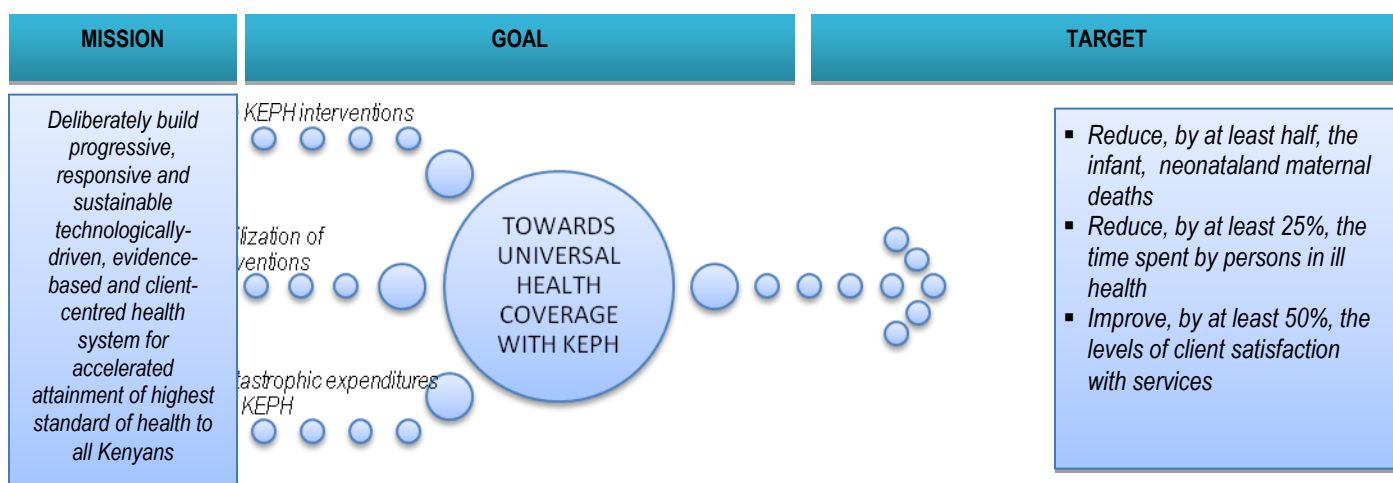 MISSION
GOAL
TARGET
Deliberately build
progressive,
responsive and
sustainable
technologically-
driven, evidence-
based and client-
centred health
system for
accelerated
attainment of highest
standard of health to
all Kenyans
KEPH interventions
of
expenditures
KEPH
TOWARDS
UNIVERSAL
HEALTH
COVERAGE
WITH KEPH
▪ Reduce, by at least half, the
infant, neonataland maternal
deaths
▪ Reduce, by at least 25%, the
time spent by persons in ill
health
▪ Improve, by at least 50%, the
levels of client satisfaction
with services